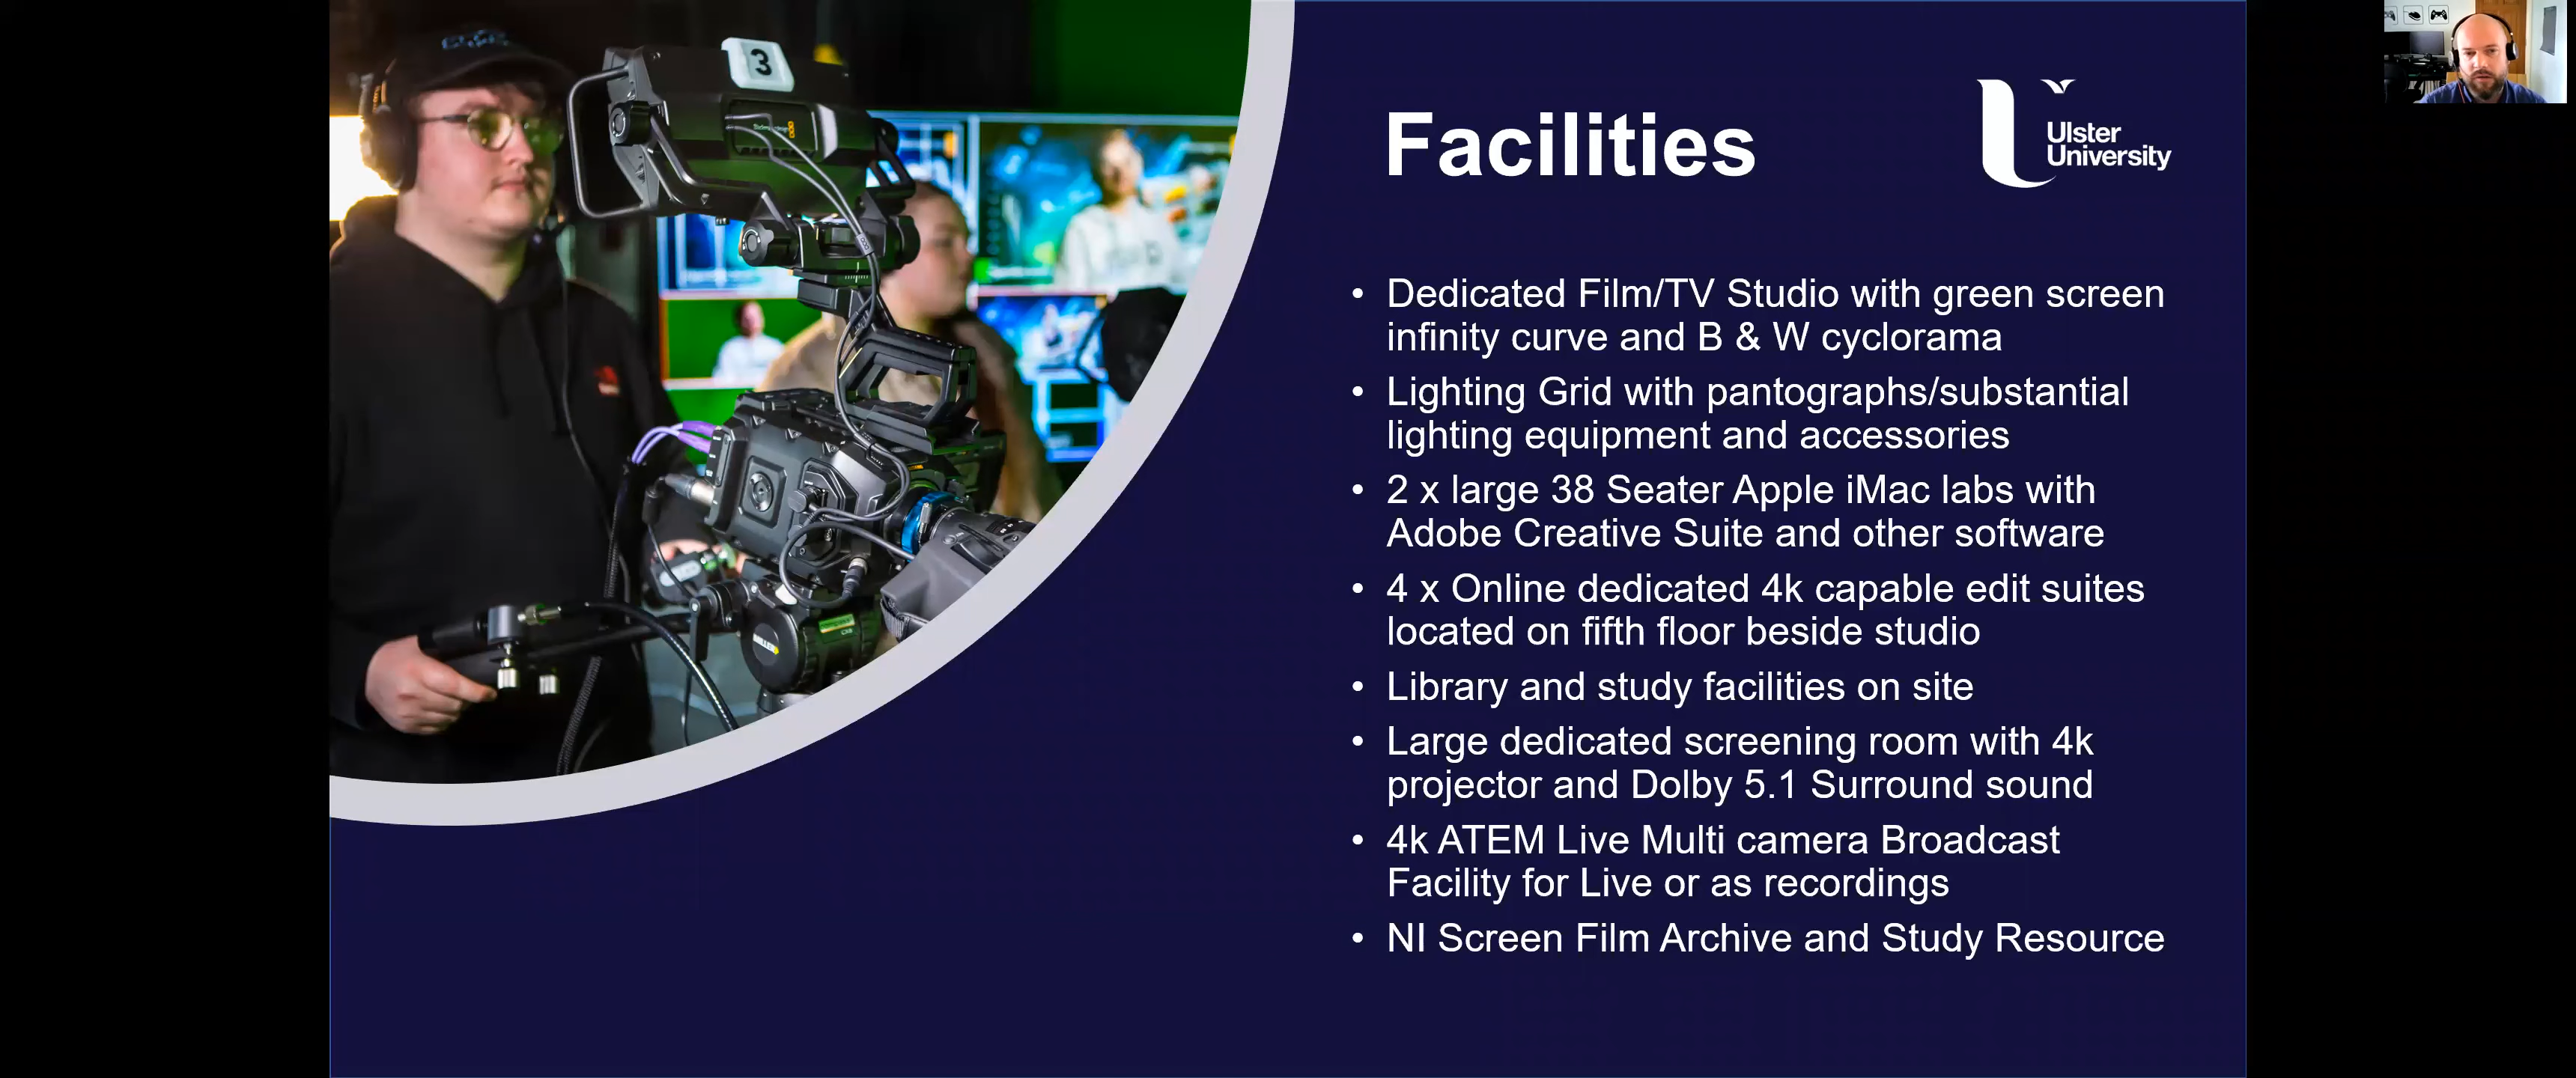 3
Facilities
Ulster
University
• Dedicated Film/TV Studio with green screen
infinity curve and B & W cyclorama
• Lighting Grid with pantographs/substantial
lighting equipment and accessories
• 2 x large 38 Seater Apple iMac labs with
Adobe Creative Suite and other software
• 4 x Online dedicated 4k capable edit suites
located on fifth floor beside studio
• Library and study facilities on site
• Large dedicated screening room with 4k
projector and Dolby 5.1 Surround sound
• 4k ATEM Live Multi camera Broadcast
Facility for Live or as recordings
• NI Screen Film Archive and Study Resource